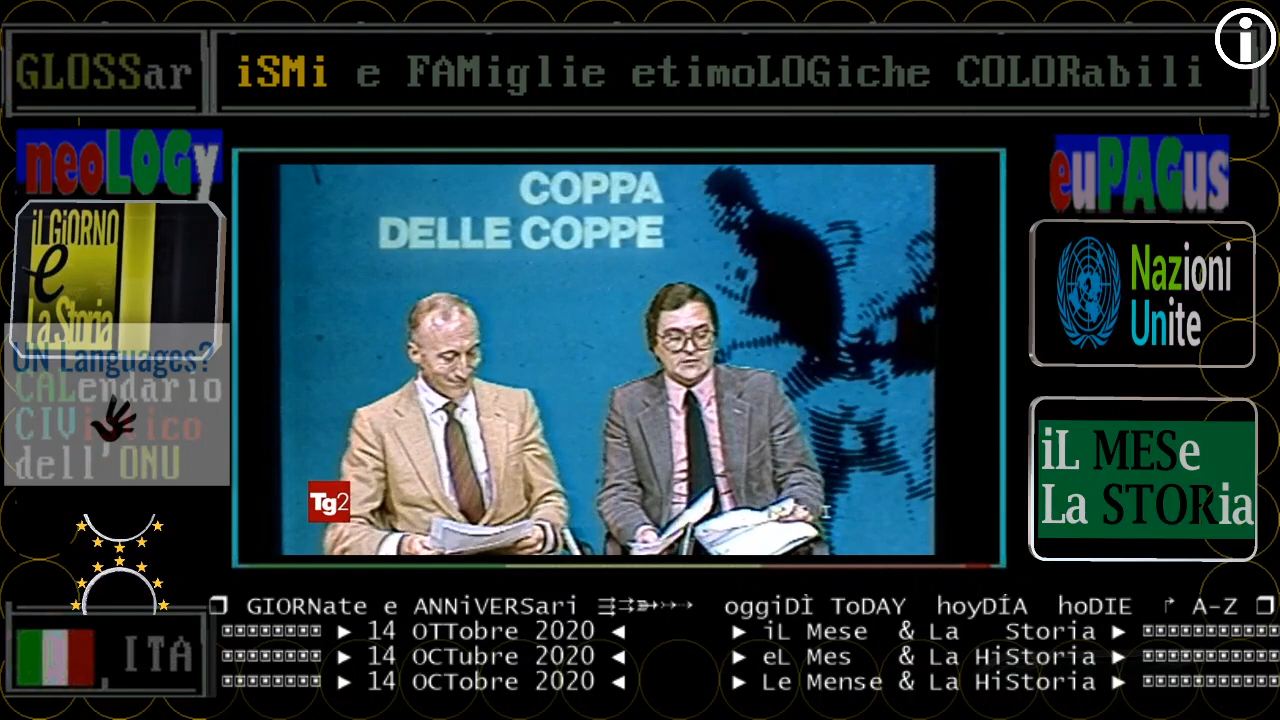 GLOSSar
iSMi e FAMiglie etimoLOGiche COLORabili
neoLOGy
iL GiORNO
e
La Storia
UN Languages?
CALendario
CIVistico
dell'ONU
ITA
COPPA
DELLE COPPE
Tg2
euPAGus
Nazioni
Unite
iL MESe
La STORia
GIORNate e ANNiVERSari oggiDÌ ToDAY hoyDÍA hoDIE A-Z
14 OTTobre 2020 iL Mese & La Storia
14 OCTubre 2020 eL Mes & La HiStoria
14 OCTobre 2020 Le Mense & La HiStoria